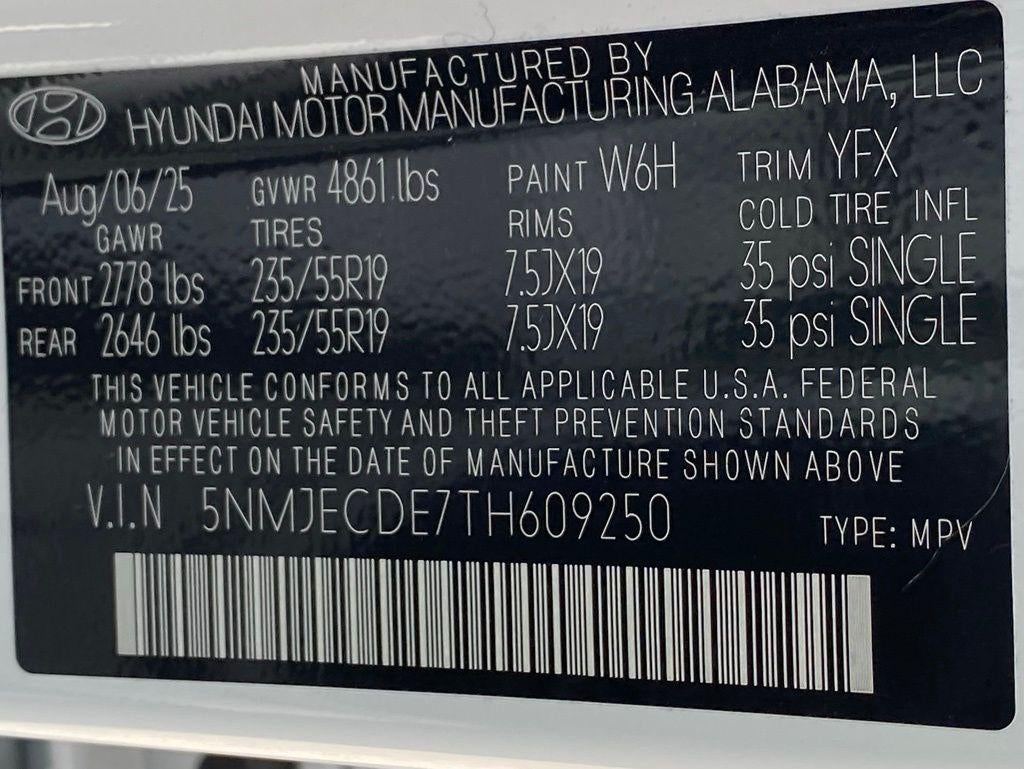 MANUFACTURED BY
HYUNDAI MOTOR MANUFACTURING ALABAMA, LLC
Aug/06/25 GVWR 4861 lbs PAINT W6H TRIM YFX
GAWR TIRES RIMS COLD TIRE INFL
FRONT 2778 lbs 235/55R19 7.5JX19 35 psi SINGLE
REAR 2646 lbs 235/55R19 7.5JX19 35 psi SINGLE
THIS VEHICLE CONFORMS TO ALL APPLICABLE U.S.A. FEDERAL
MOTOR VEHICLE SAFETY AND THEFT PREVENTION STANDARDS
IN EFFECT ON THE DATE OF MANUFACTURE SHOWN ABOVE
V.I.N 5NMJECDE7TH609250 TYPE: MPV